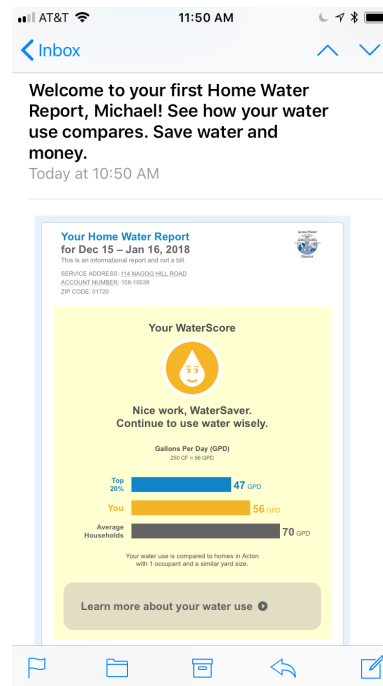 AT&T 11:50 AM
Inbox
Welcome to your first Home Water
Report, Michael! See how your water
use compares. Save water and
money.
Today at 10:50 AM
Your Home Water Report
for Dec 15 – Jan 16, 2018
This is an informational report and not a bill.
SERVICE ADDRESS: 114 NAGOG HILL ROAD
ACCOUNT NUMBER: 108-10538
ZIP CODE: 01720
Acton Water
District
Your WaterScore
Nice work, WaterSaver.
Continue to use water wisely.
Gallons Per Day (GPD)
250 CF = 56 GPD
Top
20%
47 GPD
You
56 GPD
Average
Households
70 GPD
Your water use is compared to homes in Acton
with 1 occupant and a similar yard size.
Learn more about your water use